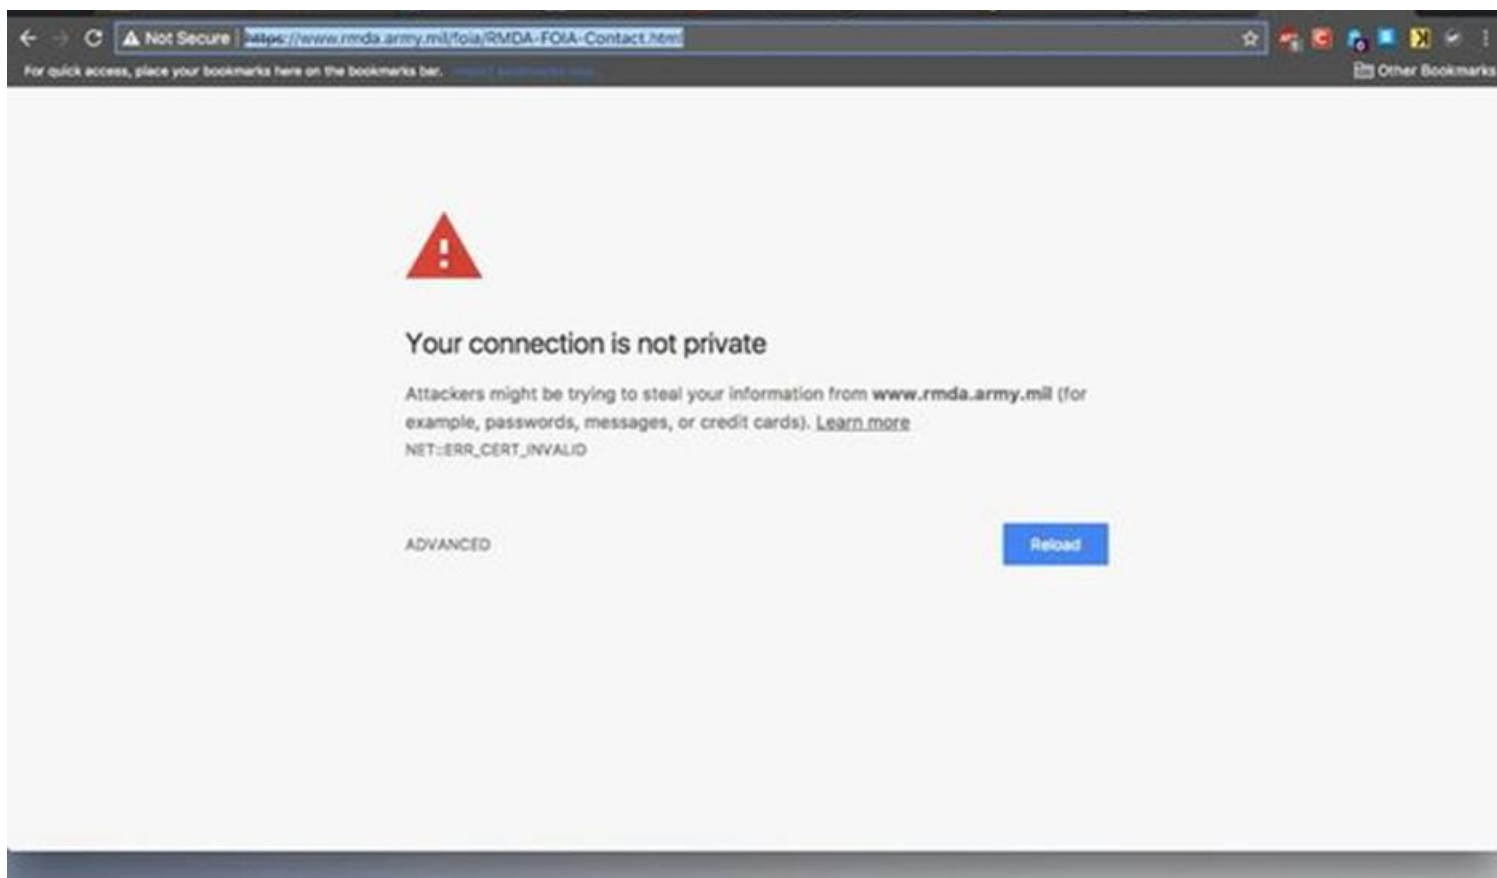 Not Secure | https://www.rmda.army.mil/foia/RMDA-FOIA-Contact.html
For quick access, place your bookmarks here on the bookmarks bar.
Other Bookmarks
Your connection is not private
Attackers might be trying to steal your information from www.rmda.army.mil (for
example, passwords, messages, or credit cards). Learn more
NET::ERR_CERT_INVALID
ADVANCED
Reload